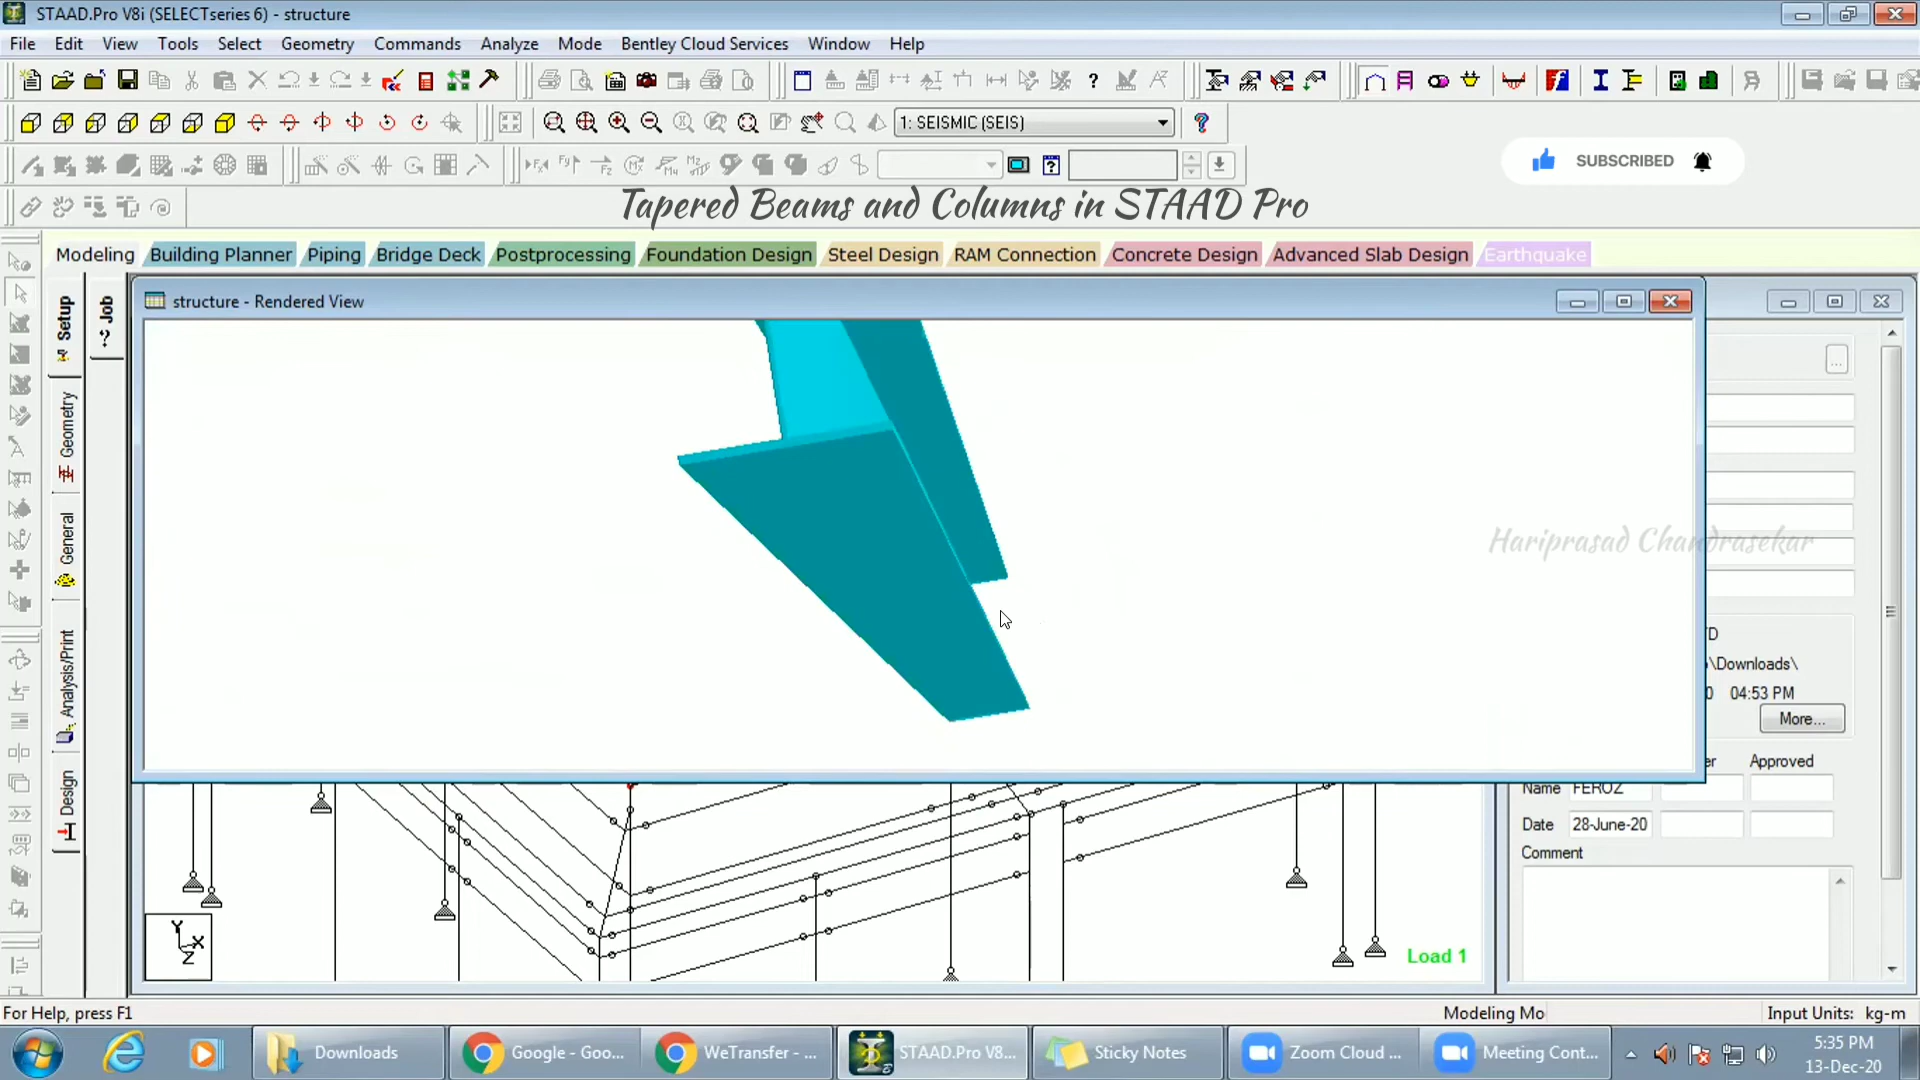 STAAD.Pro V8i (SELECTseries 6) - structure
File Edit View Tools Select Geometry Commands Analyze Mode Bentley Cloud Services Window Help
1: SEISMIC (SEIS)
SUBSCRIBED
Tapered Beams and Columns in STAAD Pro
Modeling Building Planner Piping Bridge Deck Postprocessing Foundation Design Steel Design RAM Connection Concrete Design Advanced Slab Design Earthquake
structure - Rendered View
Setup
Job
Geometry
General
Analysis/Print
Design
Hariprasad Chandrasekar
\Downloads\
04:53 PM
More...
Approved
Name FEROZ
Date 28-June-20
Comment
Y
X
Z
Load 1
For Help, press F1
Modeling Mo
Input Units: kg-m
Downloads
Google - Goo...
WeTransfer - ...
STAAD.Pro V8...
Sticky Notes
Zoom Cloud ...
Meeting Cont...
5:35 PM
13-Dec-20